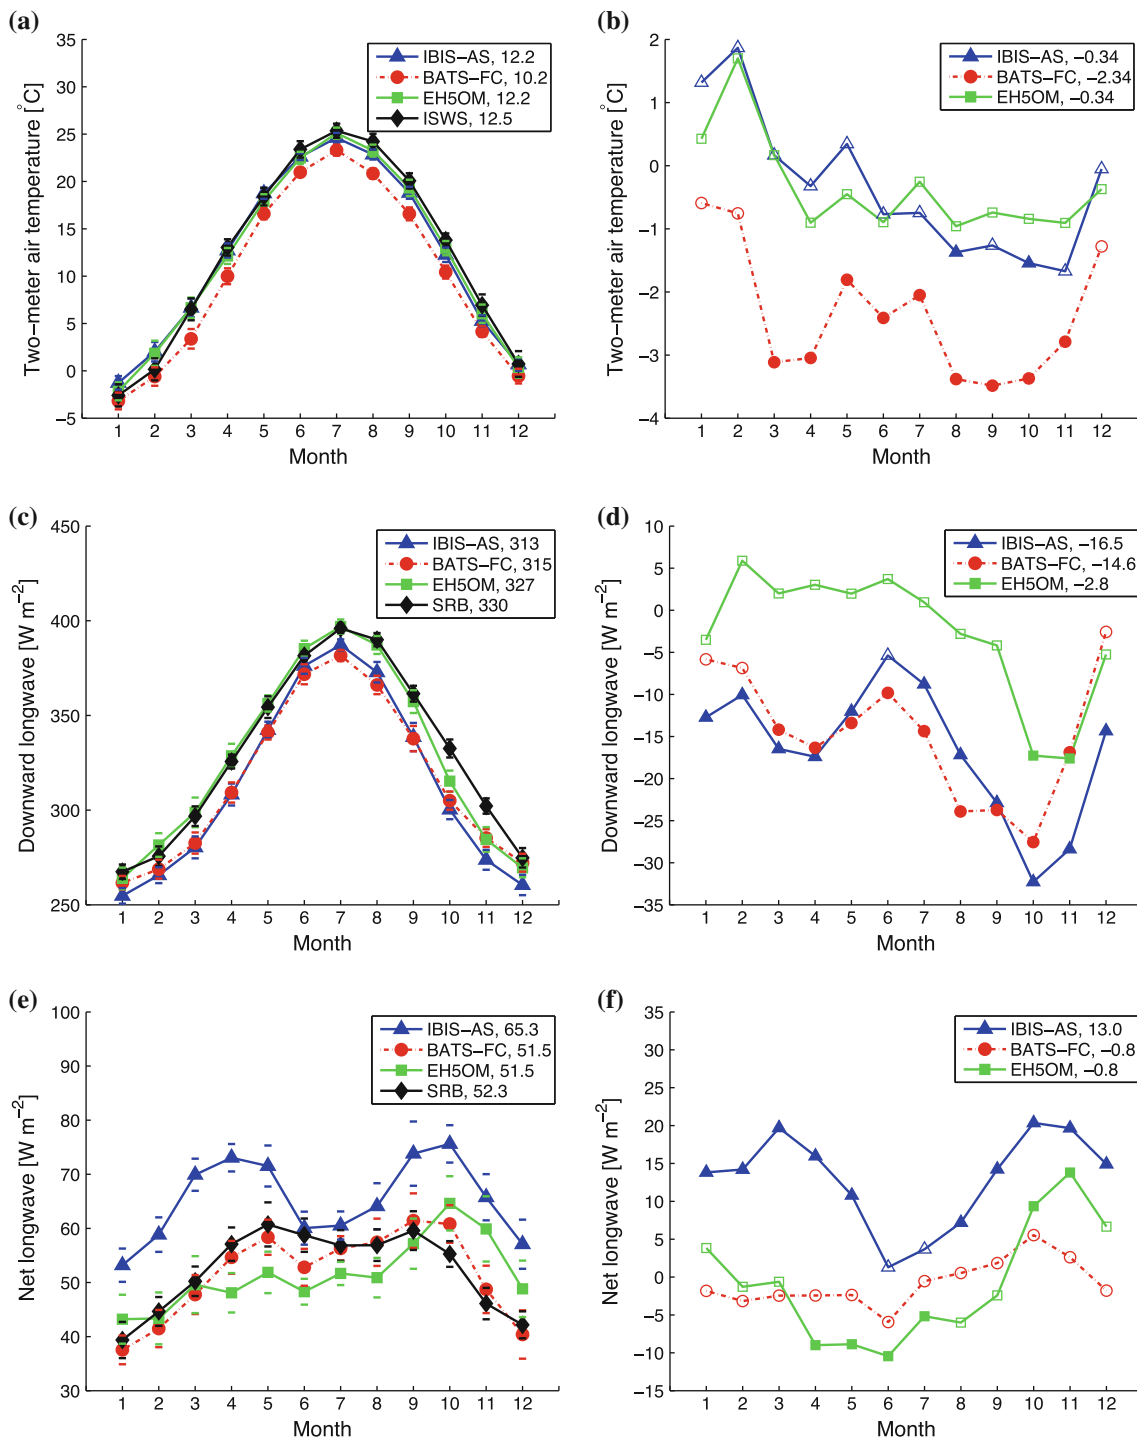 (a)
35
30
25
20
15
10
5
0
−5
1 2 3 4 5 6 7 8 9 10 11 12
Month
Two−meter air temperature [°C]
IBIS−AS, 12.2
BATS−FC, 10.2
EH5OM, 12.2
ISWS, 12.5
(b)
2
1
0
−1
−2
−3
−4
1 2 3 4 5 6 7 8 9 10 11 12
Month
Two−meter air temperature [°C]
IBIS−AS, −0.34
BATS−FC, −2.34
EH5OM, −0.34
(c)
450
400
350
300
250
1 2 3 4 5 6 7 8 9 10 11 12
Month
Downward longwave [W m−2]
IBIS−AS, 313
BATS−FC, 315
EH5OM, 327
SRB, 330
(d)
10
5
0
−5
−10
−15
−20
−25
−30
−35
1 2 3 4 5 6 7 8 9 10 11 12
Month
Downward longwave [W m−2]
IBIS−AS, −16.5
BATS−FC, −14.6
EH5OM, −2.8
(e)
100
90
80
70
60
50
40
30
1 2 3 4 5 6 7 8 9 10 11 12
Month
Net longwave [W m−2]
IBIS−AS, 65.3
BATS−FC, 51.5
EH5OM, 51.5
SRB, 52.3
(f)
35
30
25
20
15
10
5
0
−5
−10
−15
1 2 3 4 5 6 7 8 9 10 11 12
Month
Net longwave [W m−2]
IBIS−AS, 13.0
BATS−FC, −0.8
EH5OM, −0.8